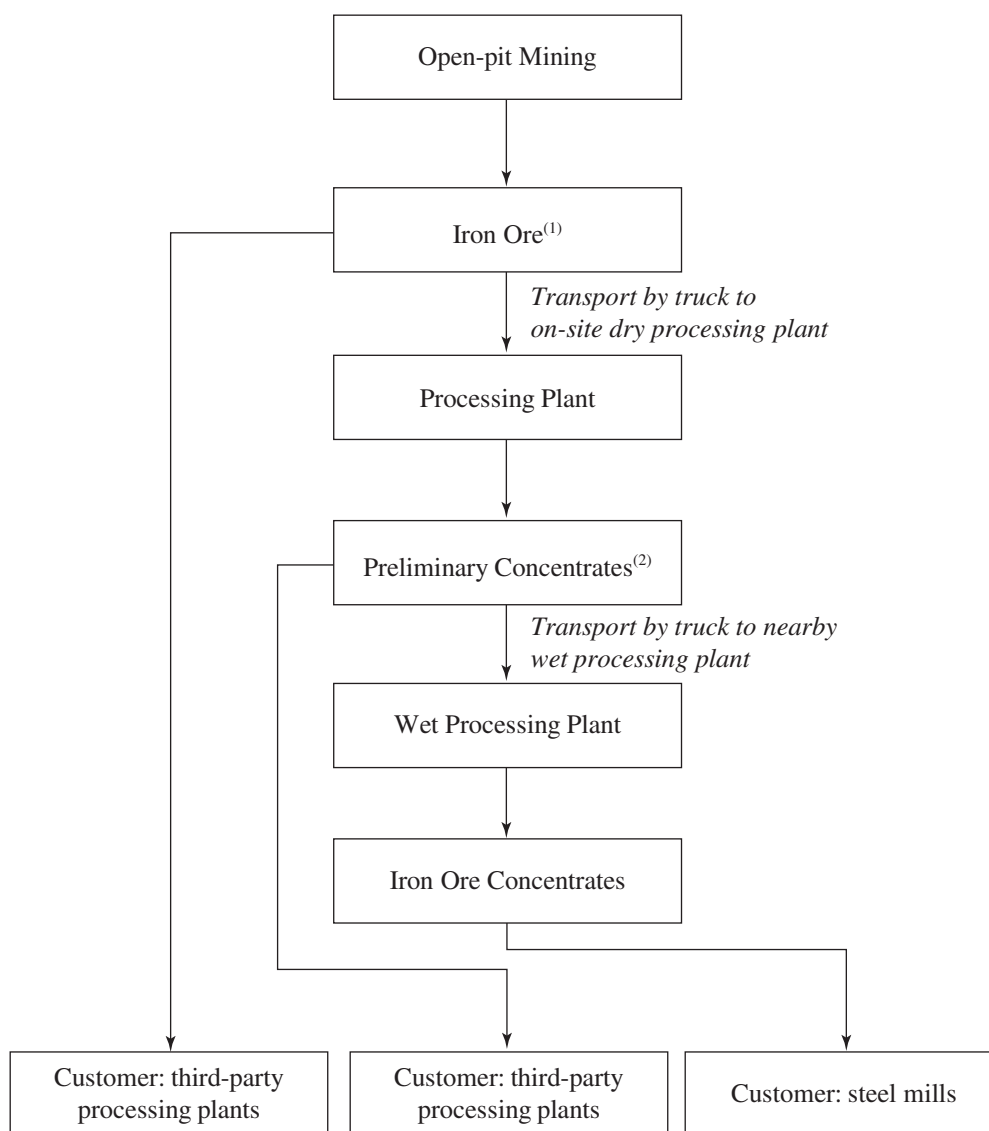 Open-pit Mining
Iron Ore(1)
Transport by truck to
on-site dry processing plant
Processing Plant
Preliminary Concentrates(2)
Transport by truck to nearby
wet processing plant
Wet Processing Plant
Iron Ore Concentrates
Customer: third-party
processing plants
Customer: third-party
processing plants
Customer: steel mills